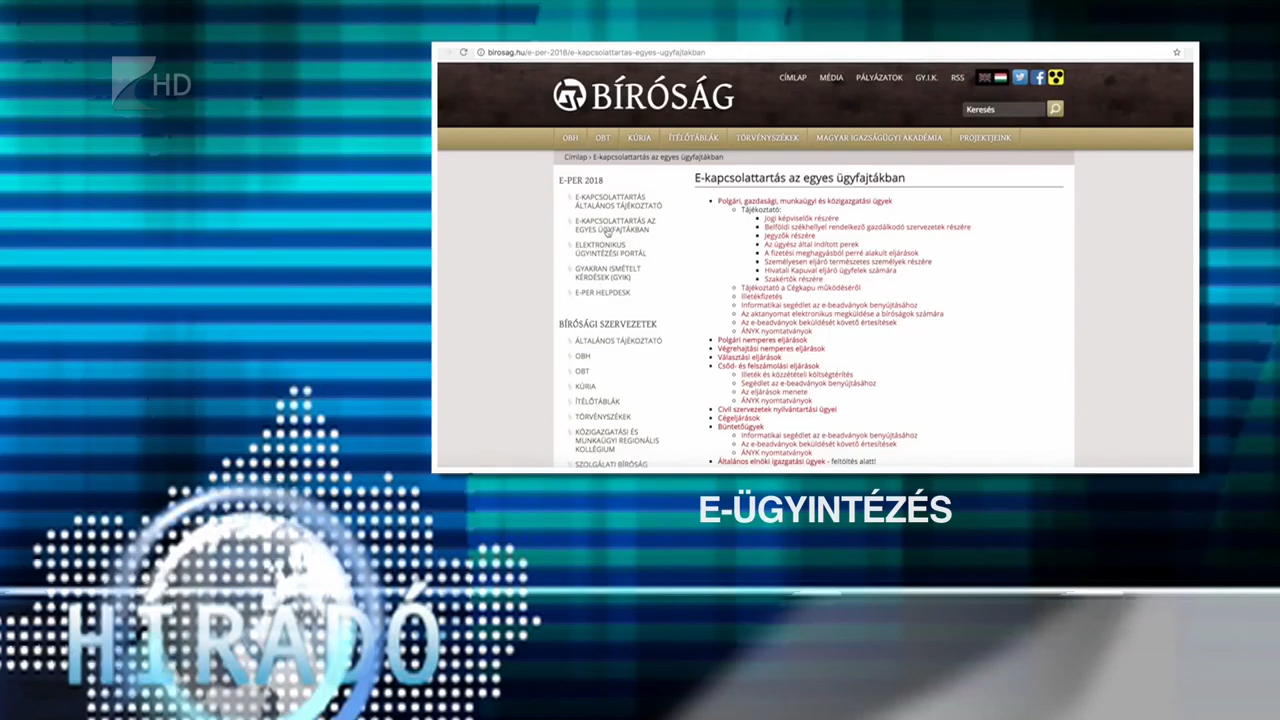 HD
birosag.hu/e-per-2018/e-kapcsolattartas-egyes-ugyfajtakban
CÍMLAP MÉDIA PÁLYÁZATOK GY.I.K. RSS
BÍRÓSÁG
Keresés
OBH OBT KÚRIA ÍTÉLŐTÁBLÁK TÖRVÉNYSZÉKEK MAGYAR IGAZSÁGÜGYI AKADÉMIA PROJEKTJEINK
Címlap › E-kapcsolattartás az egyes ügyfajtákban
E-PER 2018
E-KAPCSOLATTARTÁS
ÁLTALÁNOS TÁJÉKOZTATÓ
E-KAPCSOLATTARTÁS AZ
EGYES ÜGYFAJTÁKBAN
ELEKTRONIKUS
ÜGYINTÉZÉSI PORTÁL
GYAKRAN ISMÉTELT
KÉRDÉSEK (GYIK)
E-PER HELPDESK
BÍRÓSÁGI SZERVEZETEK
ÁLTALÁNOS TÁJÉKOZTATÓ
OBH
OBT
KÚRIA
ÍTÉLŐTÁBLÁK
TÖRVÉNYSZÉKEK
KÖZIGAZGATÁSI ÉS
MUNKAÜGYI REGIONÁLIS
KOLLÉGIUM
SZOLGÁLATI BÍRÓSÁG
E-kapcsolattartás az egyes ügyfajtákban
Polgári, gazdasági, munkaügyi és közigazgatási ügyek
Tájékoztató:
Jogi képviselők részére
Belföldi székhellyel rendelkező gazdálkodó szervezetek részére
Jegyzők részére
Az ügyész által indított perek
A fizetési meghagyásból perré alakult eljárások
Személyesen eljáró természetes személyek részére
Hivatali Kapuval eljáró ügyfelek számára
Szakértők részére
Tájékoztató a Cégkapu működéséről
Illetékfizetés
Informatikai segédlet az e-beadványok benyújtásához
Az aktanyomat elektronikus megküldése a bíróságok számára
Az e-beadványok beküldését követő értesítések
ÁNYK nyomtatványok
Polgári nemperes eljárások
Végrehajtási nemperes eljárások
Választási eljárások
Csőd- és felszámolási eljárások
Illeték és közzétételi költségtérítés
Segédlet az e-beadványok benyújtásához
Az eljárások menete
ÁNYK nyomtatványok
Civil szervezetek nyilvántartási ügyei
Cégeljárások
Büntetőügyek
Informatikai segédlet az e-beadványok benyújtásához
Az e-beadványok beküldését követő értesítések
ÁNYK nyomtatványok
Általános elnöki igazgatási ügyek - feltöltés alatt!
E-ÜGYINTÉZÉS
HÍRADÓ